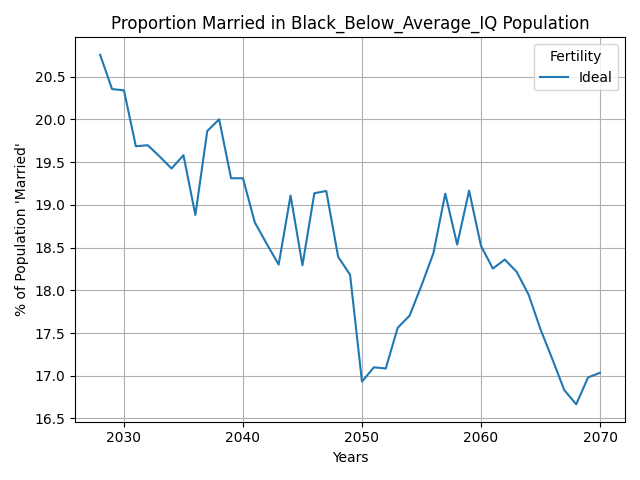 Proportion Married in Black_Below_Average_IQ Population
Fertility
Ideal
% of Population 'Married'
20.5
20.0
19.5
19.0
18.5
18.0
17.5
17.0
16.5
2030 2040 2050 2060 2070
Years